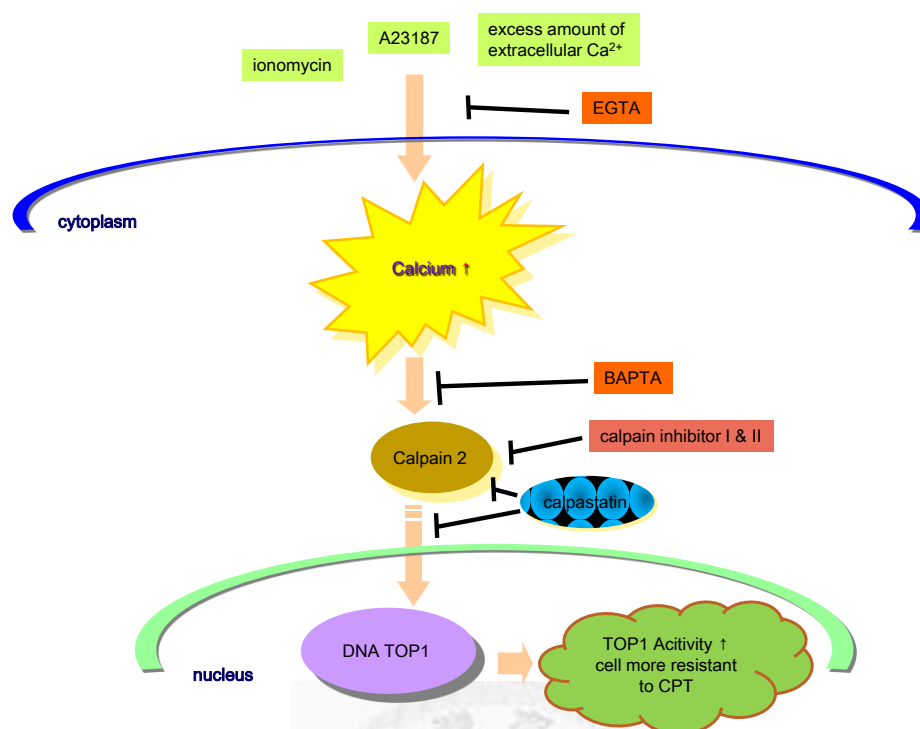 A23187
excess amount of
extracellular Ca²⁺
ionomycin
EGTA
cytoplasm
Calcium ↑
BAPTA
calpain inhibitor I & II
Calpain 2
calpastatin
DNA TOP1
TOP1 Acitivity ↑
cell more resistant
to CPT
nucleus